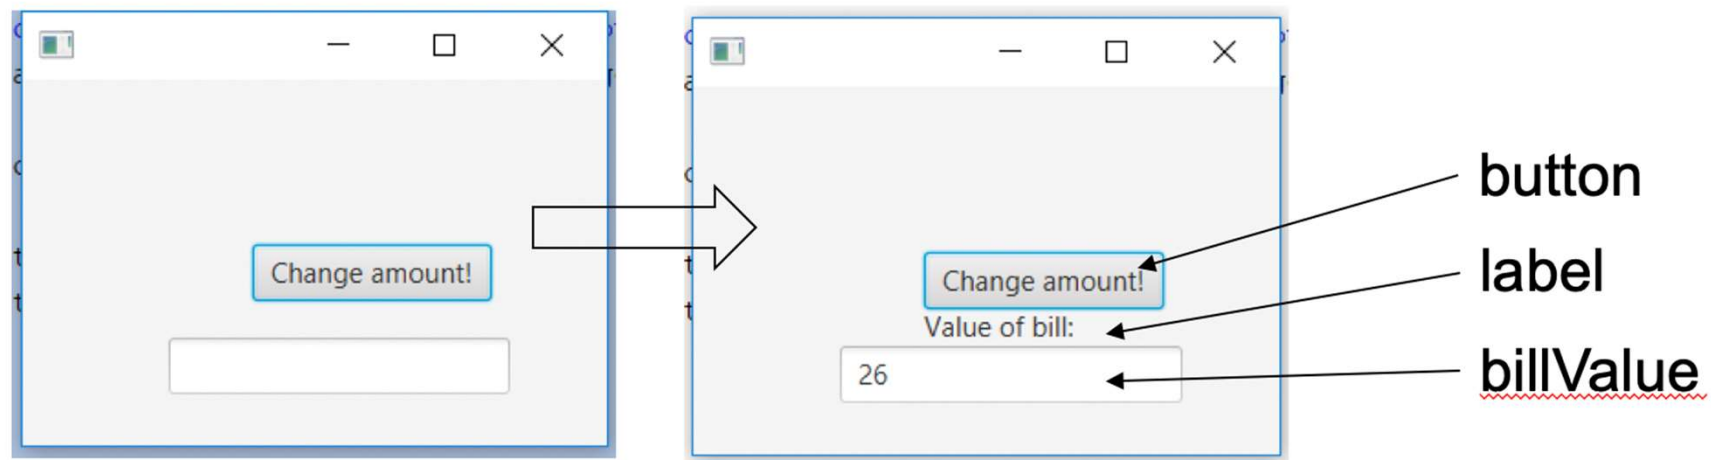 Change amount!
Change amount!
Value of bill:
26
button
label
billValue